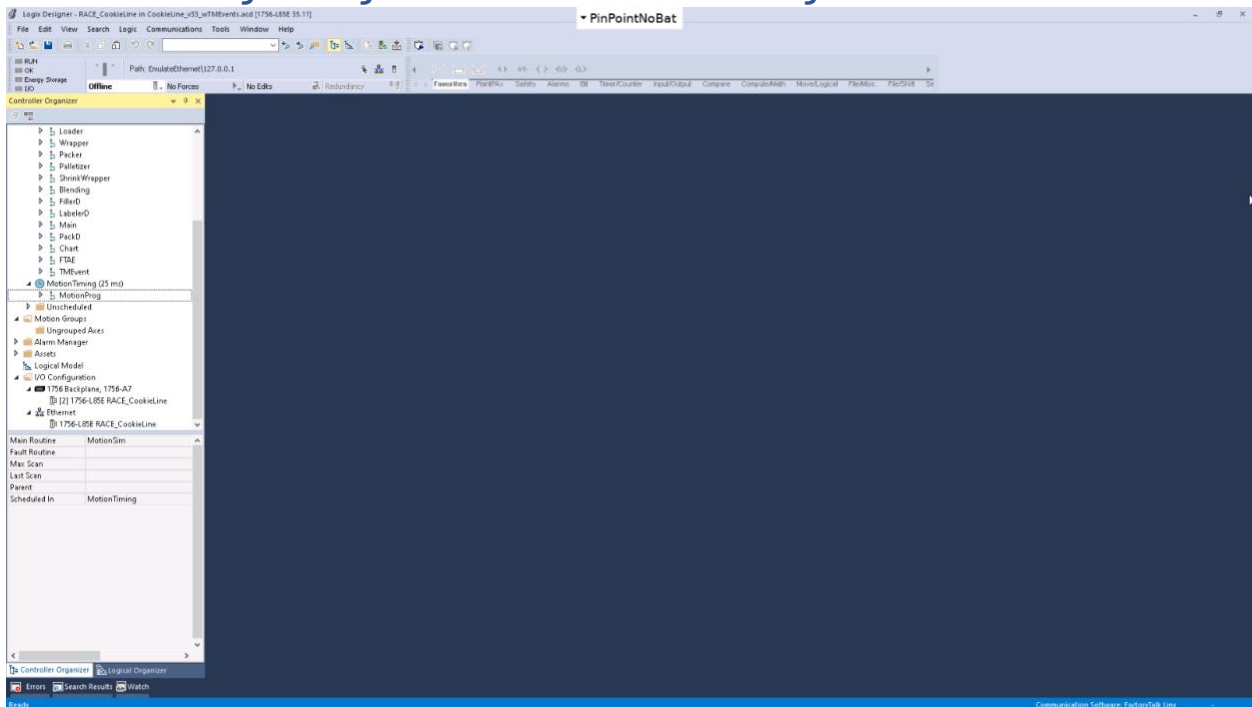 Logix Designer - RACE_CookieLine in CookieLine_v33_wTMEvents.acd [1756-L85E 35.11]
PinPointNoBat
File Edit View Search Logic Communications Tools Window Help
RUN
OK
Energy Storage
I/O
Path: EmulateEthernet\127.0.0.1
Offline
No Forces
No Edits
Redundancy
Favorites PlantPAx Safety Alarms Bit Timer/Counter Input/Output Compare Compute/Math Move/Logical File/Misc. File/Shift Se
Controller Organizer
Loader
Wrapper
Packer
Palletizer
ShrinkWrapper
Blending
FillerD
LabelerD
Main
PackD
Chart
FTAE
TMEvent
MotionTiming (25 ms)
MotionProg
Unscheduled
Motion Groups
Ungrouped Axes
Alarm Manager
Assets
Logical Model
I/O Configuration
1756 Backplane, 1756-A7
[2] 1756-L85E RACE_CookieLine
Ethernet
1756-L85E RACE_CookieLine
Main Routine MotionSim
Fault Routine
Max Scan
Last Scan
Parent
Scheduled In MotionTiming
Controller Organizer Logical Organizer
Errors Search Results Watch
Ready
Communication Software: FactoryTalk Linx